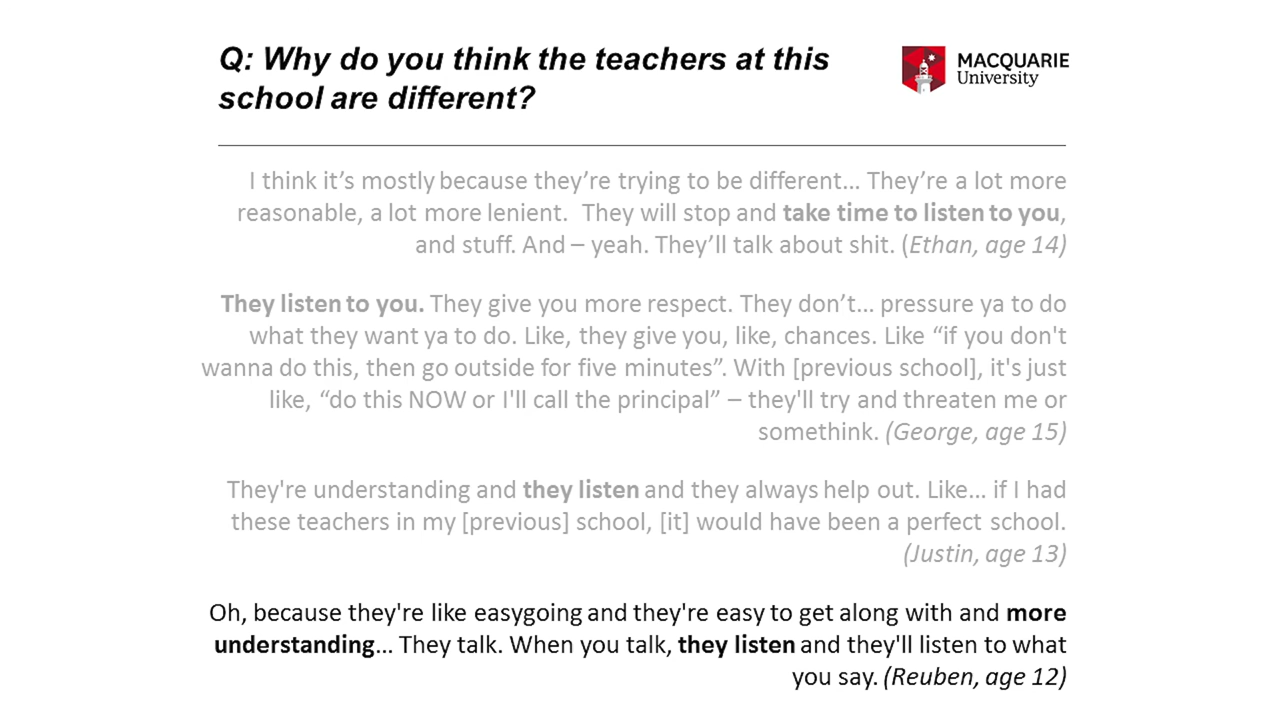 Q: Why do you think the teachers at this
school are different?
MACQUARIE
University
I think it’s mostly because they’re trying to be different… They’re a lot more
reasonable, a lot more lenient.  They will stop and take time to listen to you,
and stuff. And – yeah. They’ll talk about shit. (Ethan, age 14)
They listen to you. They give you more respect. They don’t… pressure ya to do
what they want ya to do. Like, they give you, like, chances. Like “if you don't
wanna do this, then go outside for five minutes”. With [previous school], it's just
like, “do this NOW or I'll call the principal” – they'll try and threaten me or
somethink. (George, age 15)
They're understanding and they listen and they always help out. Like… if I had
these teachers in my [previous] school, [it] would have been a perfect school.
(Justin, age 13)
Oh, because they're like easygoing and they're easy to get along with and more
understanding… They talk. When you talk, they listen and they'll listen to what
you say. (Reuben, age 12)